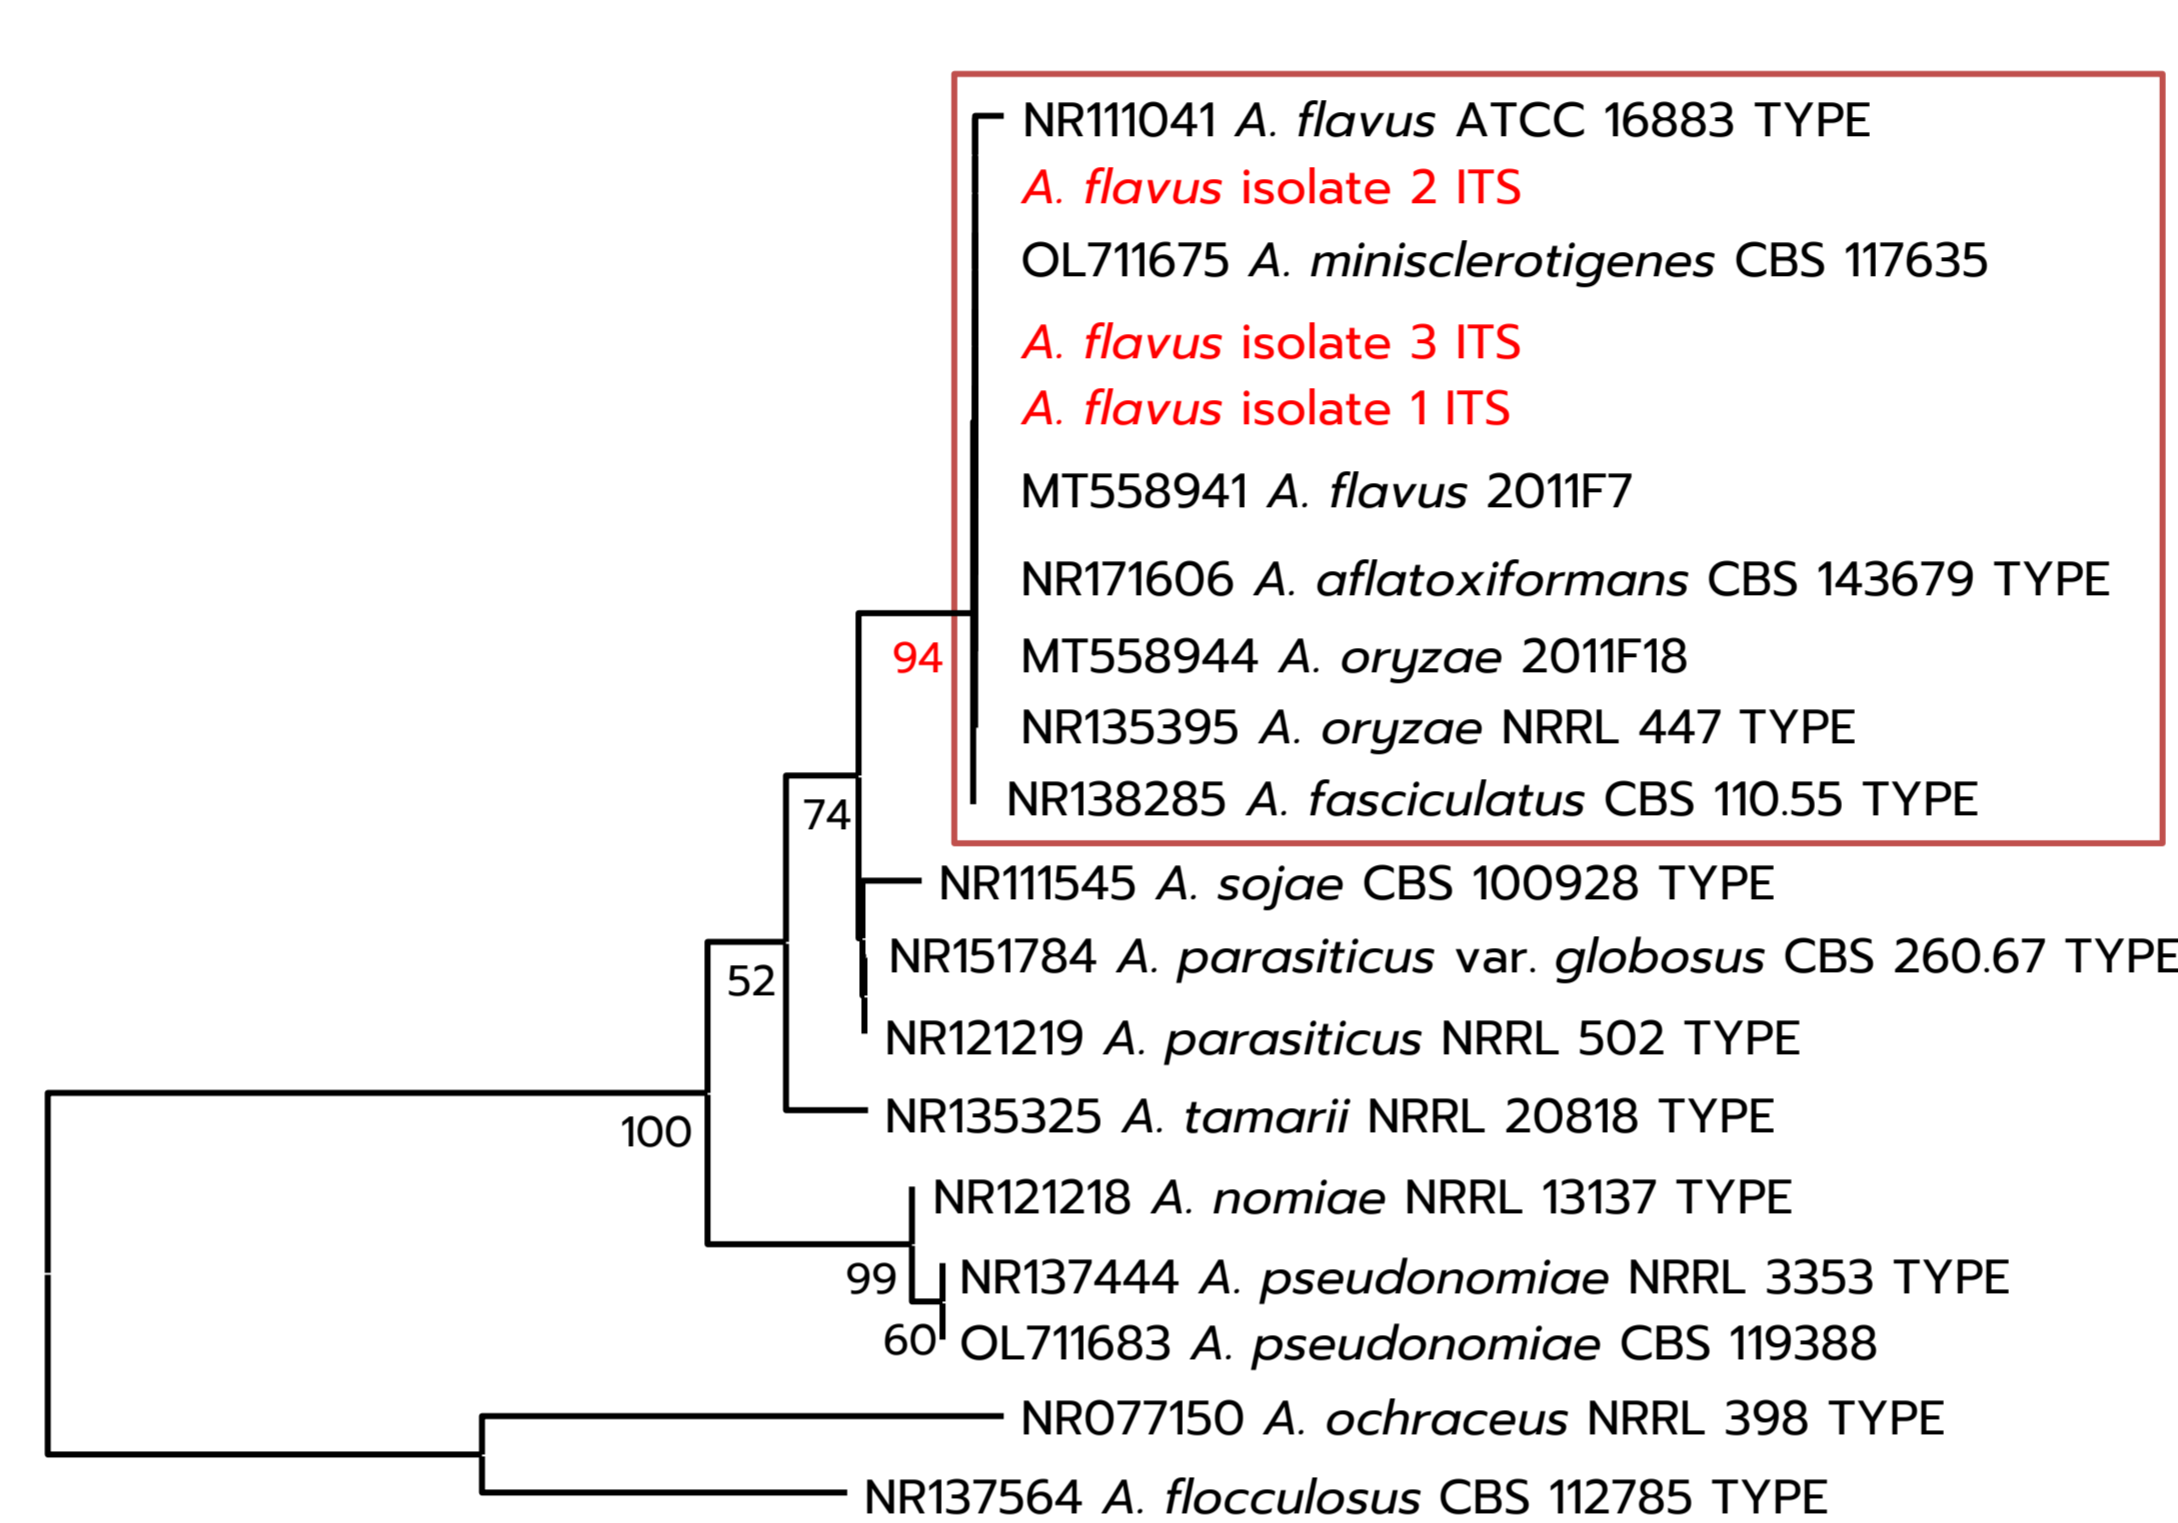 NR111041 A. flavus ATCC 16883 TYPE
A. flavus isolate 2 ITS
OL711675 A. minisclerotigenes CBS 117635
A. flavus isolate 3 ITS
A. flavus isolate 1 ITS
MT558941 A. flavus 2011F7
NR171606 A. aflatoxiformans CBS 143679 TYPE
94
MT558944 A. oryzae 2011F18
NR135395 A. oryzae NRRL 447 TYPE
NR138285 A. fasciculatus CBS 110.55 TYPE
74
NR111545 A. sojae CBS 100928 TYPE
NR151784 A. parasiticus var. globosus CBS 260.67 TYPE
52
NR121219 A. parasiticus NRRL 502 TYPE
NR135325 A. tamarii NRRL 20818 TYPE
100
NR121218 A. nomiae NRRL 13137 TYPE
99
NR137444 A. pseudonomiae NRRL 3353 TYPE
60
OL711683 A. pseudonomiae CBS 119388
NR077150 A. ochraceus NRRL 398 TYPE
NR137564 A. flocculosus CBS 112785 TYPE